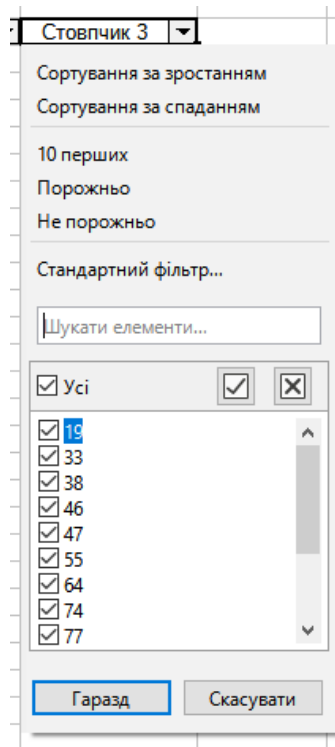 Стовпчик 3
Сортування за зростанням
Сортування за спаданням
10 перших
Порожньо
Не порожньо
Стандартний фільтр...
Шукати елементи...
Усі
19
33
38
46
47
55
64
74
77
Гаразд Скасувати